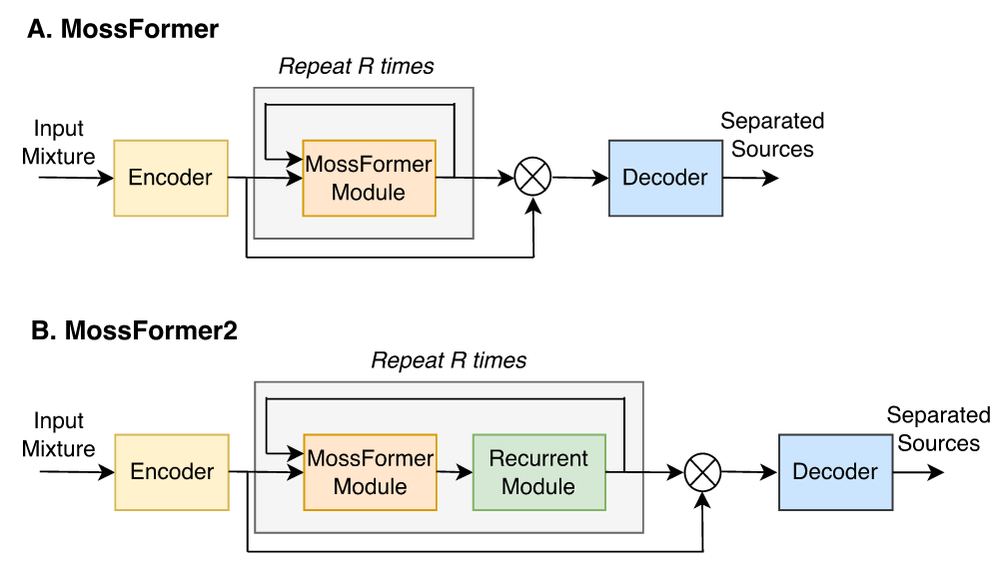 A. MossFormer
Repeat R times
Input
Mixture
Encoder
MossFormer
Module
Decoder
Separated
Sources
B. MossFormer2
Repeat R times
Input
Mixture
Encoder
MossFormer
Module
Recurrent
Module
Decoder
Separated
Sources